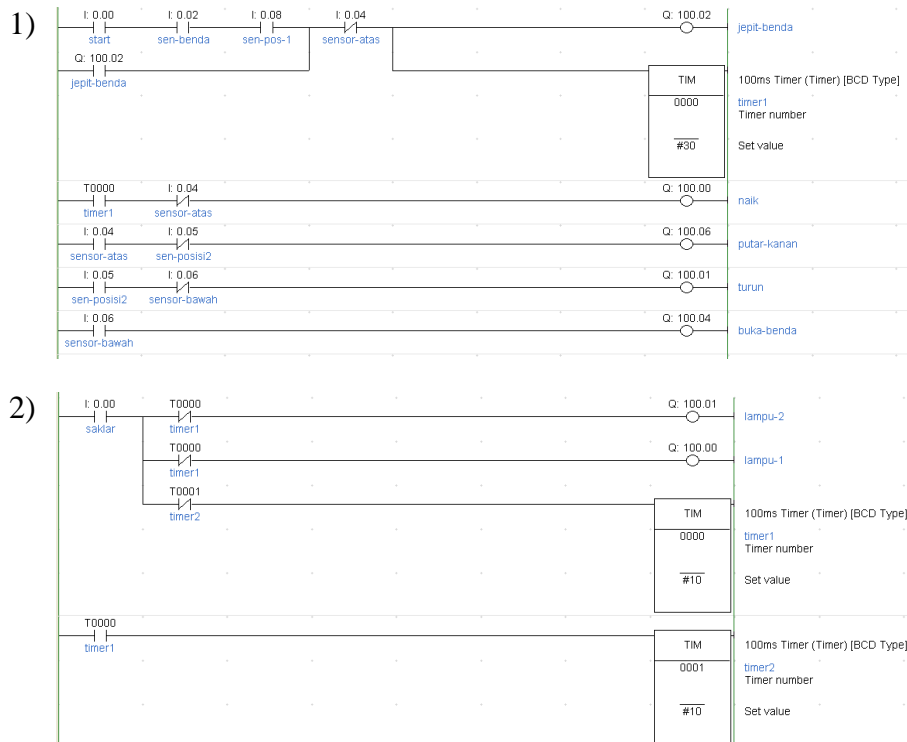 1)
I: 0.00 I: 0.02 I: 0.08 I: 0.04 Q: 100.02
start sen-benda sen-pos-1 sensor-atas jepit-benda
Q: 100.02
jepit-benda
TIM 100ms Timer (Timer) [BCD Type]
0000 timer1
Timer number
#30 Set value
T0000 I: 0.04 Q: 100.00
timer1 sensor-atas naik
I: 0.04 I: 0.05 Q: 100.06
sensor-atas sen-posisi2 putar-kanan
I: 0.05 I: 0.06 Q: 100.01
sen-posisi2 sensor-bawah turun
I: 0.06 Q: 100.04
sensor-bawah buka-benda
2)
I: 0.00 T0000 Q: 100.01
saklar timer1 lampu-2
T0000 Q: 100.00
timer1 lampu-1
T0001
timer2
TIM 100ms Timer (Timer) [BCD Type]
0000 timer1
Timer number
#10 Set value
T0000
timer1
TIM 100ms Timer (Timer) [BCD Type]
0001 timer2
Timer number
#10 Set value